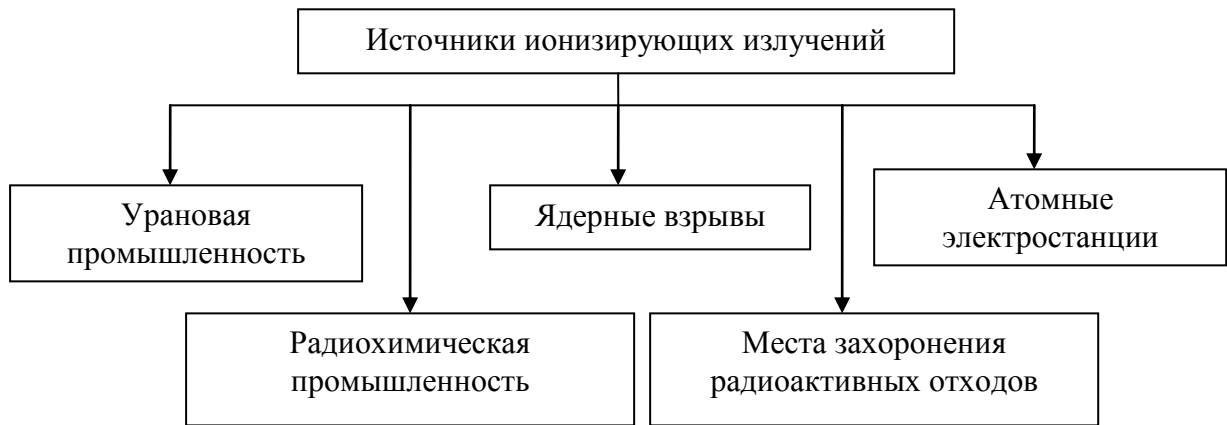 Источники ионизирующих излучений
Урановая
промышленность
Ядерные взрывы
Атомные
электростанции
Радиохимическая
промышленность
Места захоронения
радиоактивных отходов